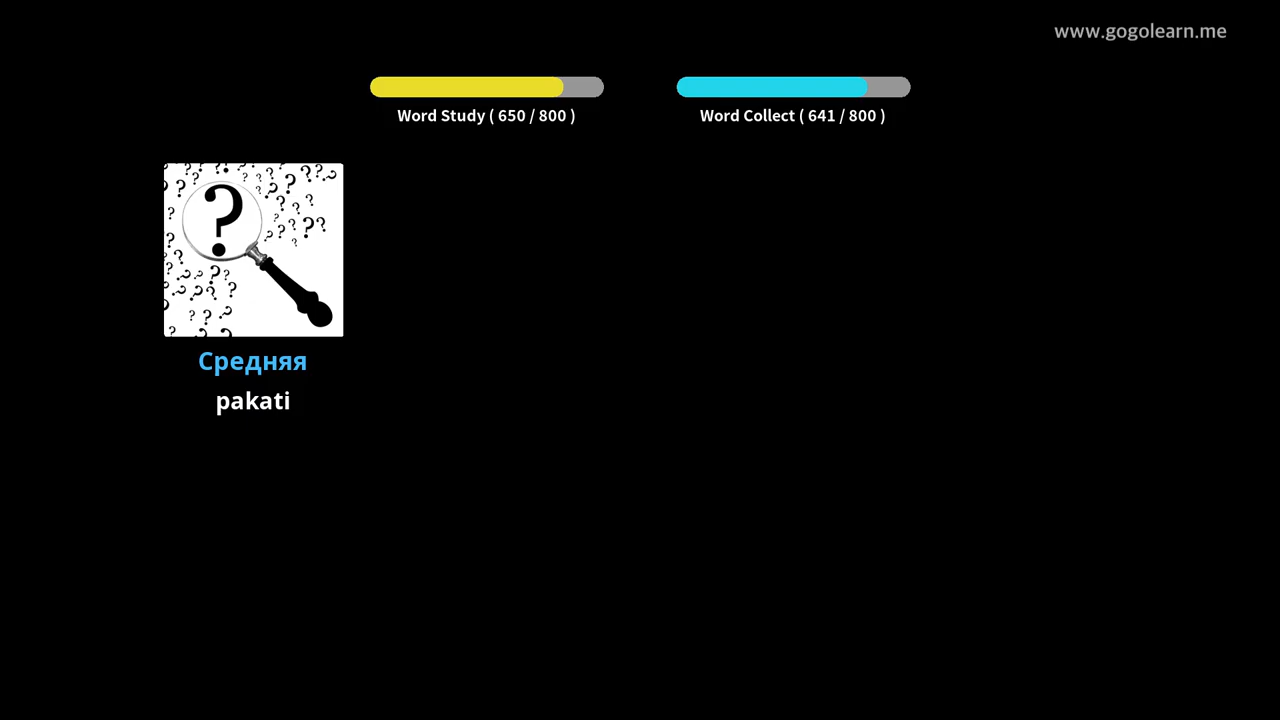 www.gogolearn.me
Word Study ( 650 / 800 )
Word Collect ( 641 / 800 )
Средняя
pakati